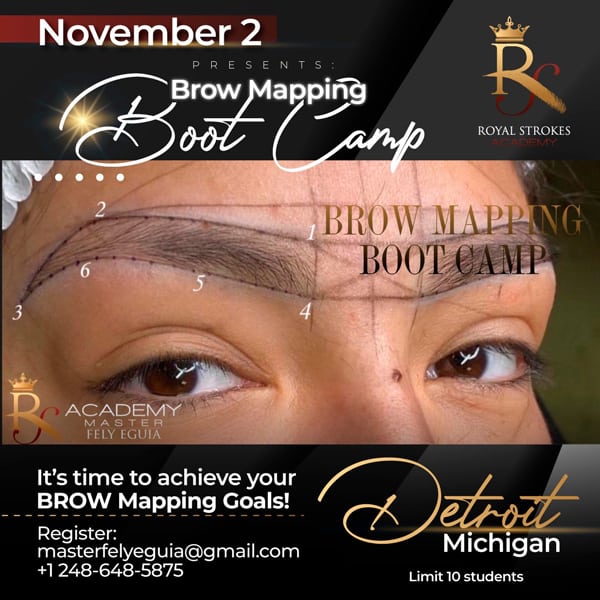 November 2
PRESENTS:
Brow Mapping
Boot Camp
RS
ROYAL STROKES
ACADEMY
BROW MAPPING
BOOT CAMP
2
1
6
5
4
3
RS
ACADEMY
MASTER
FELY EGUIA
It's time to achieve your
BROW Mapping Goals!
Register:
masterfelyeguia@gmail.com
+1 248-648-5875
Detroit
Michigan
Limit 10 students